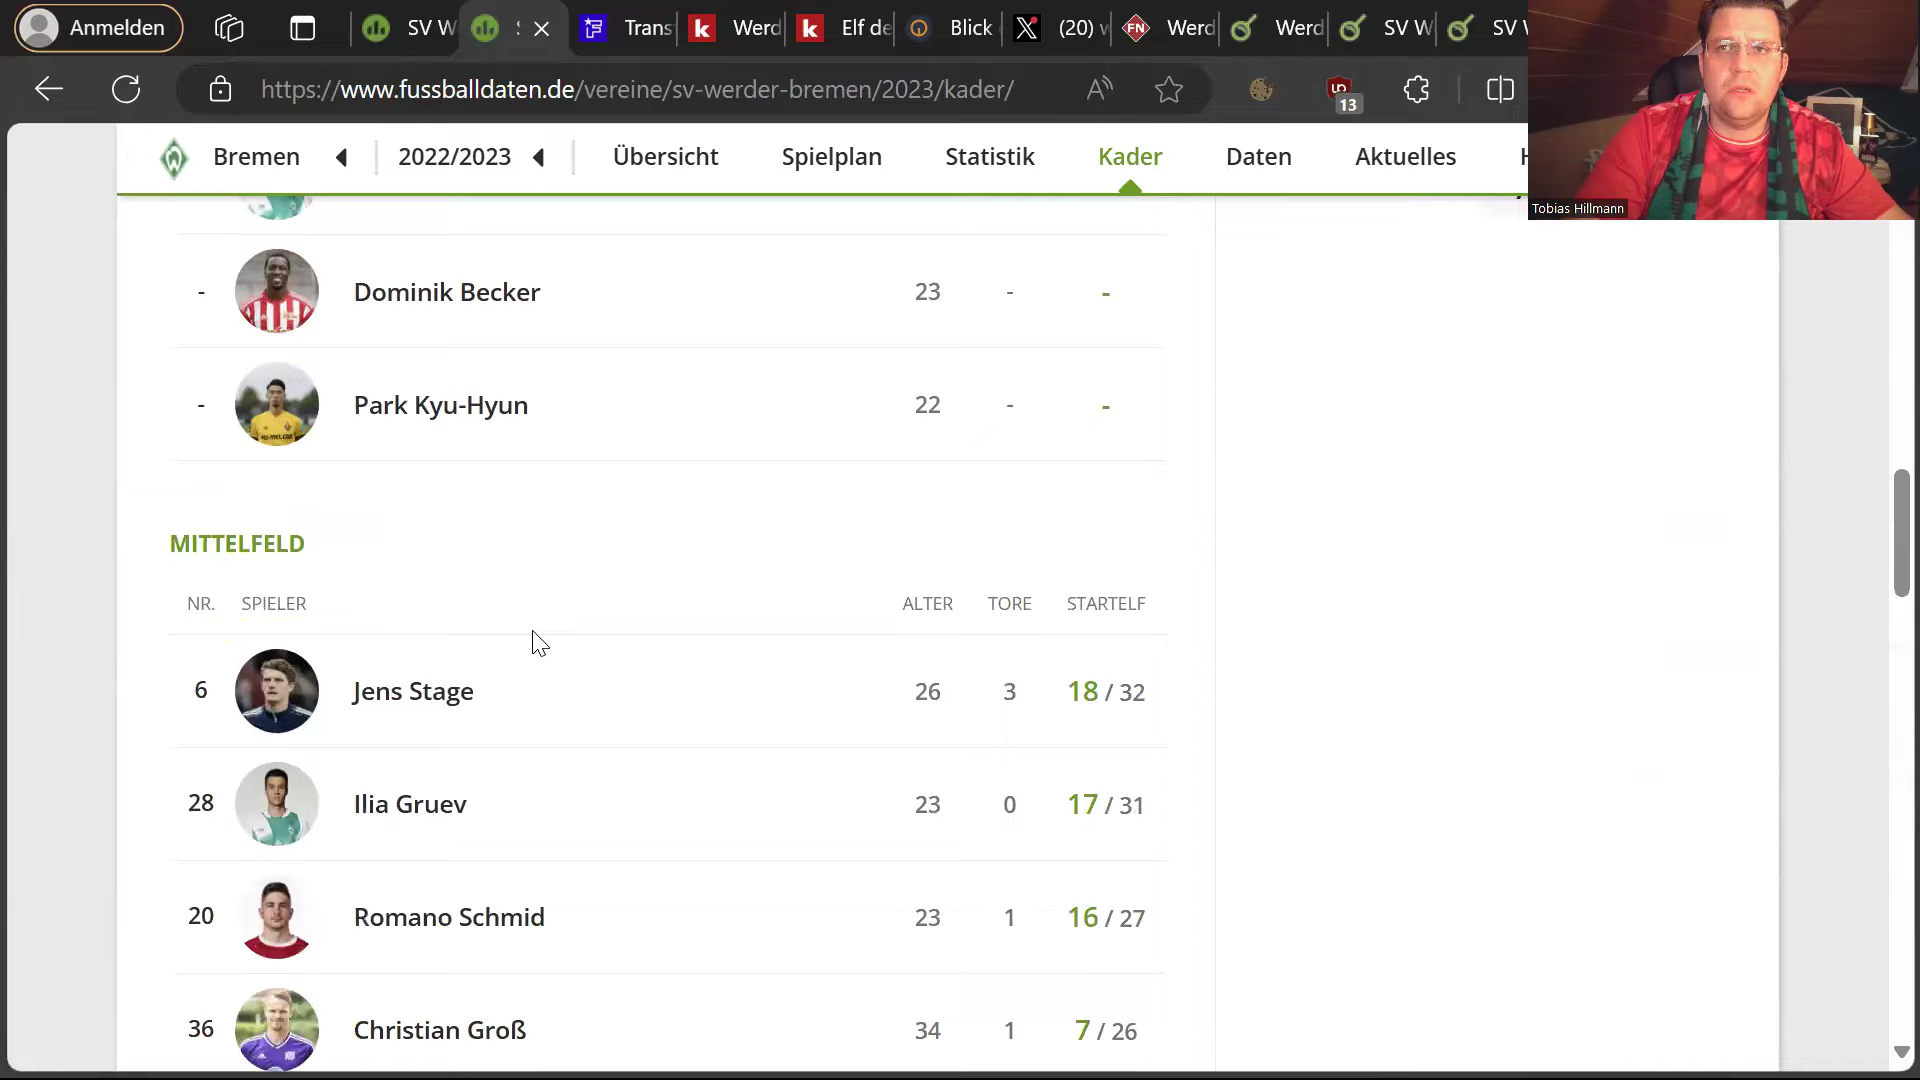 Anmelden
SV W
Trans
Werd
Elf de
Blick
(20) w
Werd
Werd
SV W
SV
https://www.fussballdaten.de/vereine/sv-werder-bremen/2023/kader/
13
Bremen 2022/2023 Übersicht Spielplan Statistik Kader Daten Aktuelles
Tobias Hillmann
- Dominik Becker 23 - -
- Park Kyu-Hyun 22 - -
MITTELFELD
NR. SPIELER ALTER TORE STARTELF
6 Jens Stage 26 3 18 / 32
28 Ilia Gruev 23 0 17 / 31
20 Romano Schmid 23 1 16 / 27
36 Christian Groß 34 1 7 / 26